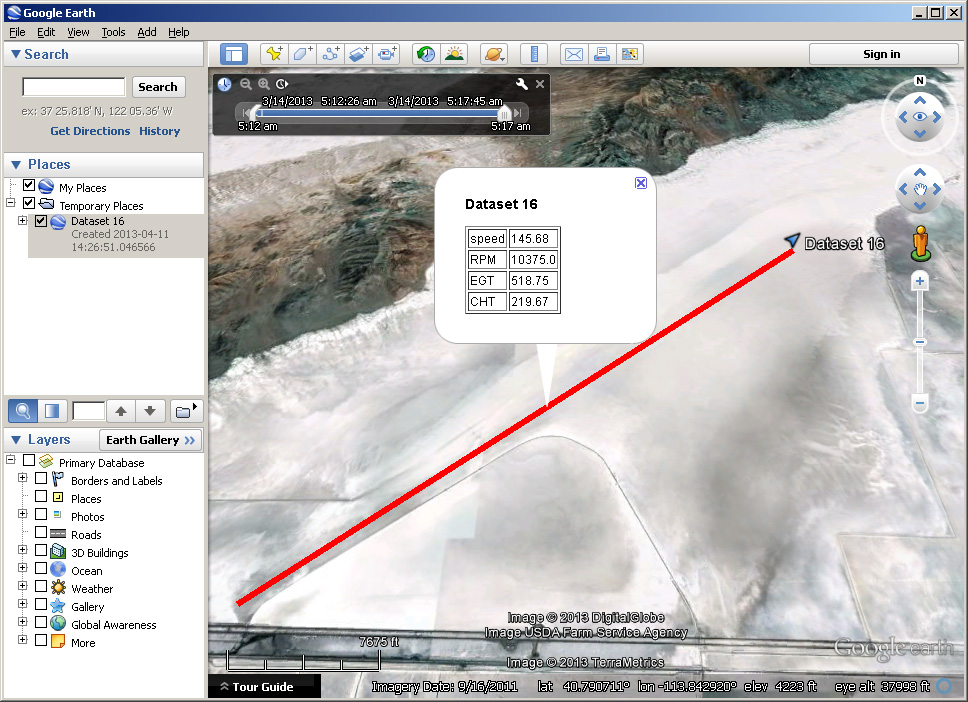 Google Earth
File Edit View Tools Add Help
Search
Search
ex: 37 25.818' N, 122 05.36' W
Get Directions History
Places
My Places
Temporary Places
Dataset 16
Created 2013-04-11
14:26:51.046566
Layers
Earth Gallery >>
Primary Database
Borders and Labels
Places
Photos
Roads
3D Buildings
Ocean
Weather
Gallery
Global Awareness
More
Sign in
3/14/2013 5:12:26 am 3/14/2013 5:17:45 am
5:12 am 5:17 am
N
Dataset 16
speed 145.68
RPM 10375.0
EGT 518.75
CHT 219.67
Dataset 16
Image © 2013 DigitalGlobe
Image USDA Farm Service Agency
7675 ft
Google earth
Image © 2013 TerraMetrics
Tour Guide
Imagery Date: 9/16/2011 lat 40.790711° lon -113.842920° elev 4223 ft eye alt 37998 ft